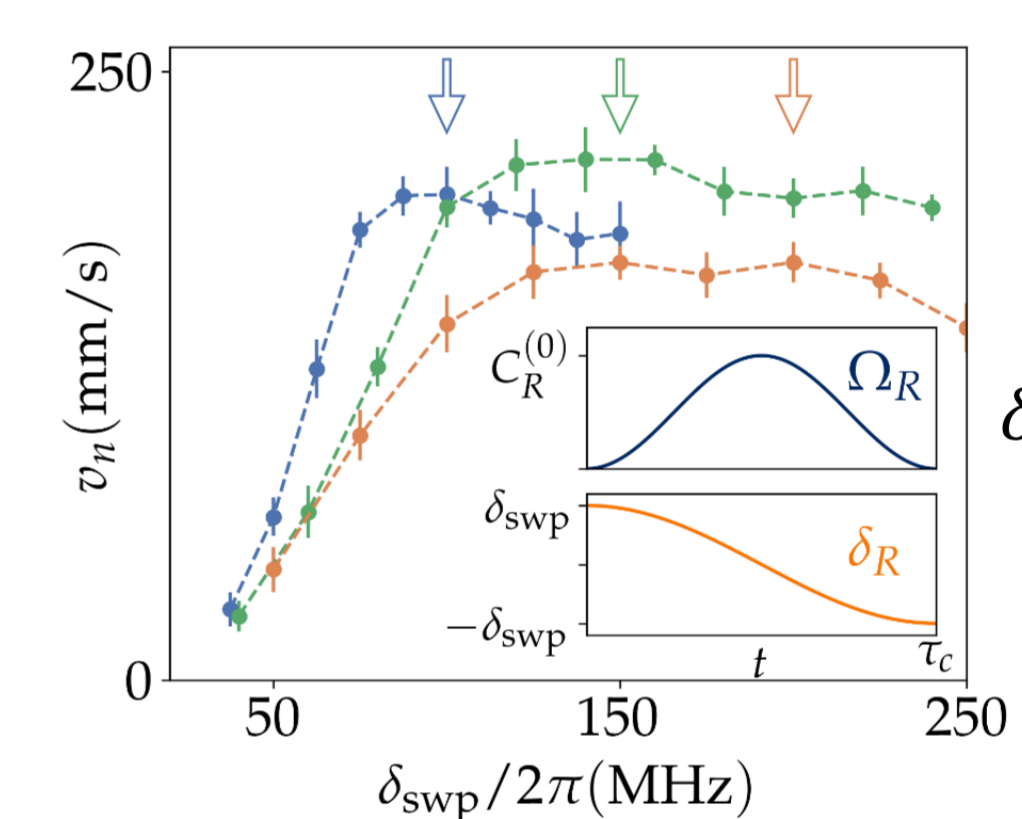 250
v_n(mm/s)
0
50
150
250
δ_swp/2π(MHz)
C_R^(0)
Ω_R
δ_swp
−δ_swp
δ_R
t
τ_c
δ